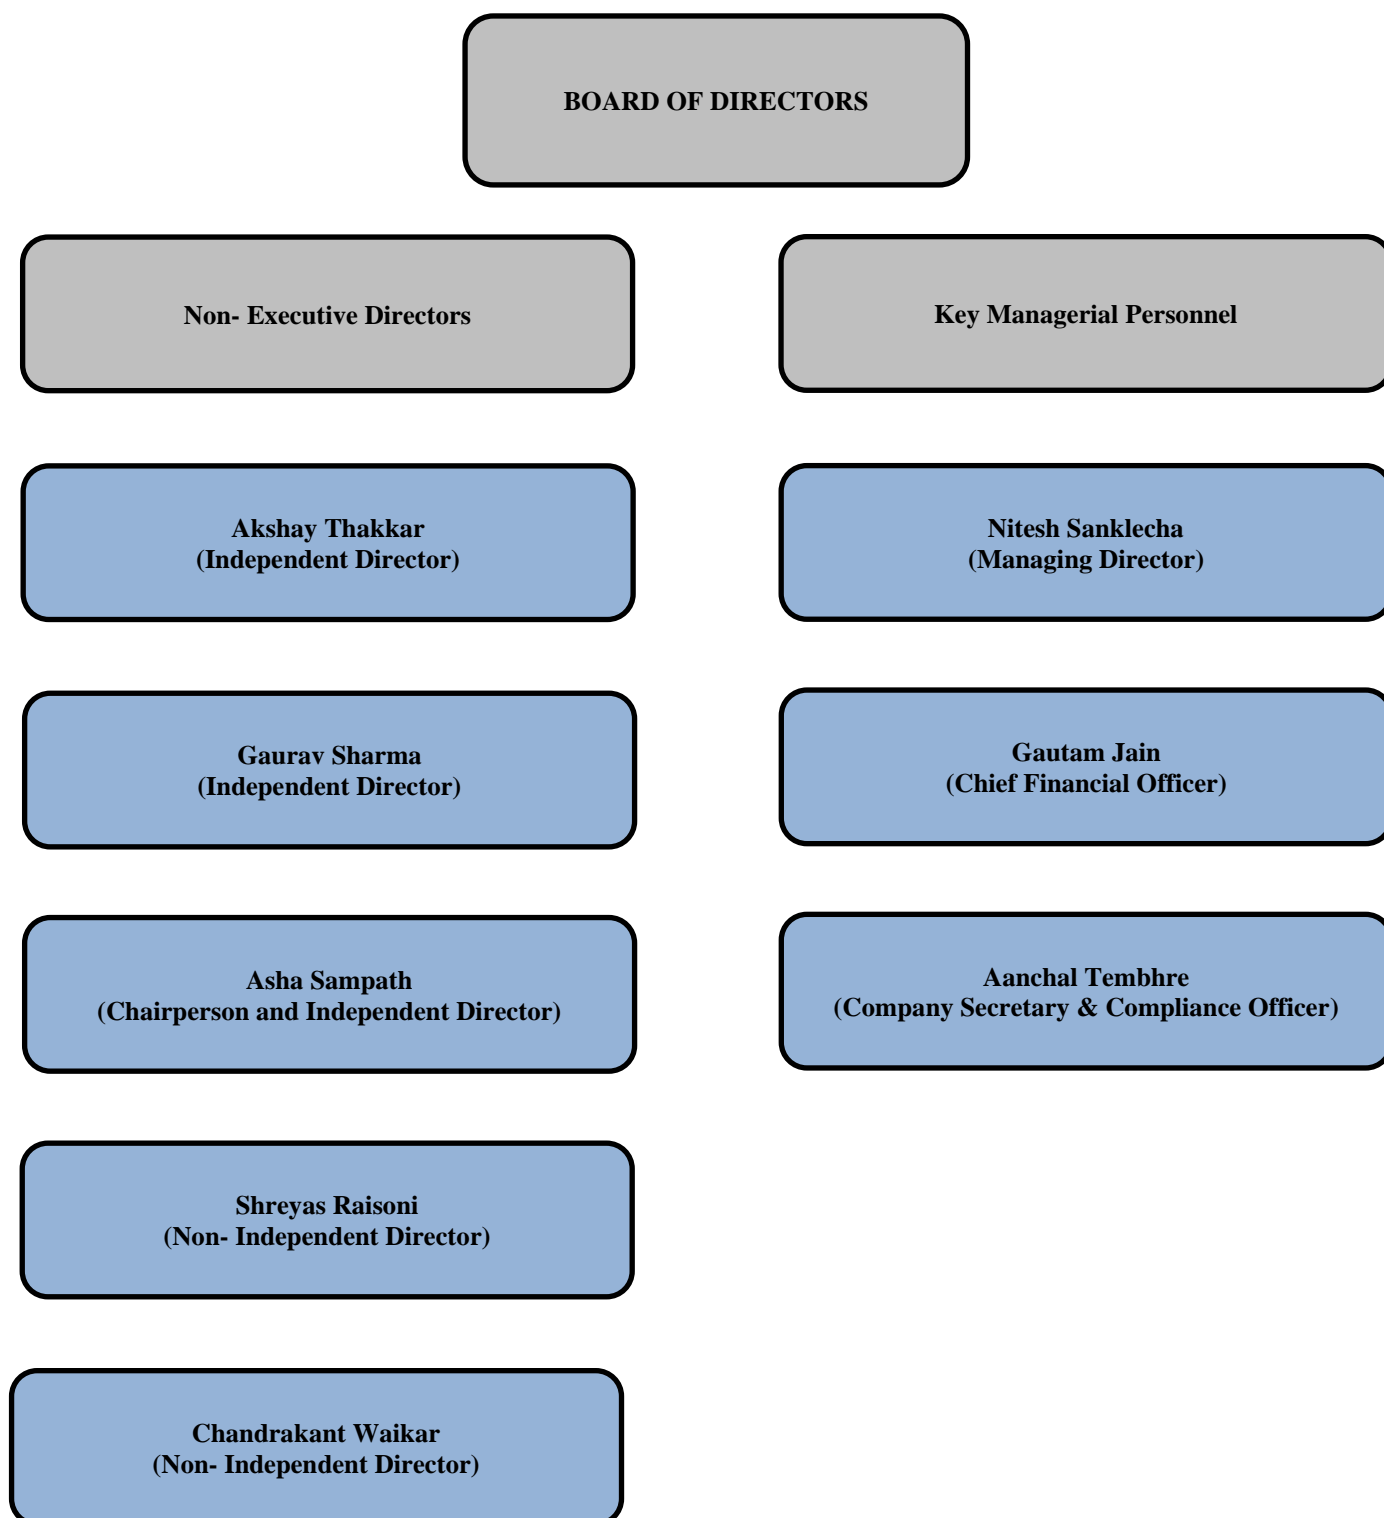 BOARD OF DIRECTORS
Non- Executive Directors
Key Managerial Personnel
Akshay Thakkar
(Independent Director)
Nitesh Sanklecha
(Managing Director)
Gaurav Sharma
(Independent Director)
Gautam Jain
(Chief Financial Officer)
Asha Sampath
(Chairperson and Independent Director)
Aanchal Tembhre
(Company Secretary & Compliance Officer)
Shreyas Raisoni
(Non- Independent Director)
Chandrakant Waikar
(Non- Independent Director)